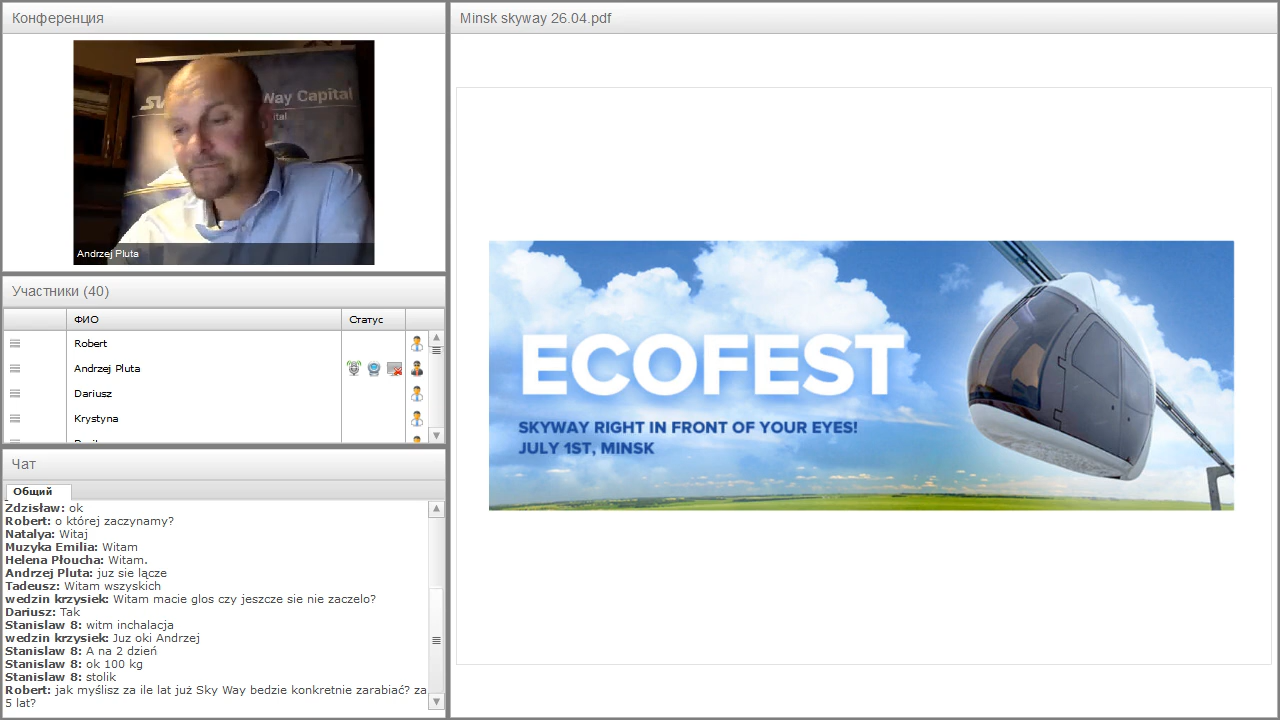 Конференция
Way Capital
Andrzej Pluta
Участники (40)
ФИО
Статус
Robert
Andrzej Pluta
Dariusz
Krystyna
Чат
Общий
Zdzisław: ok
Robert: o której zaczynamy?
Natalya: Witaj
Muzyka Emilia: Witam
Helena Płoucha: Witam.
Andrzej Pluta: juz sie lącze
Tadeusz: Witam wszyskich
wedzin krzysiek: Witam macie glos czy jeszcze sie nie zaczelo?
Dariusz: Tak
Stanislaw 8: witm inchalacja
wedzin krzysiek: Juz oki Andrzej
Stanislaw 8: A na 2 dzień
Stanislaw 8: ok 100 kg
Stanislaw 8: stolik
Robert: jak myślisz za ile lat już Sky Way bedzie konkretnie zarabiać? za
5 lat?
Minsk skyway 26.04.pdf
ECOFEST
SKYWAY RIGHT IN FRONT OF YOUR EYES!
JULY 1ST, MINSK